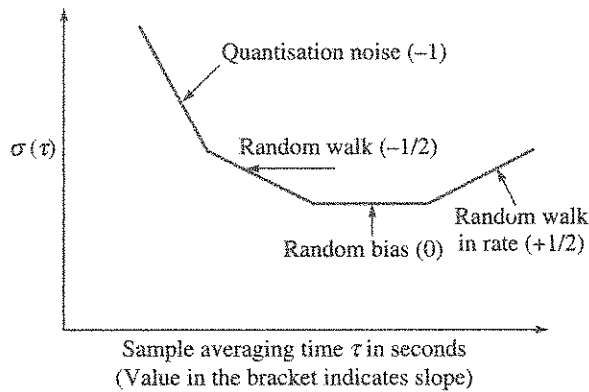 Quantisation noise (–1)
σ(τ)
Random walk (–1/2)
Random bias (0)
Random walk
in rate (+1/2)
Sample averaging time τ in seconds
(Value in the bracket indicates slope)